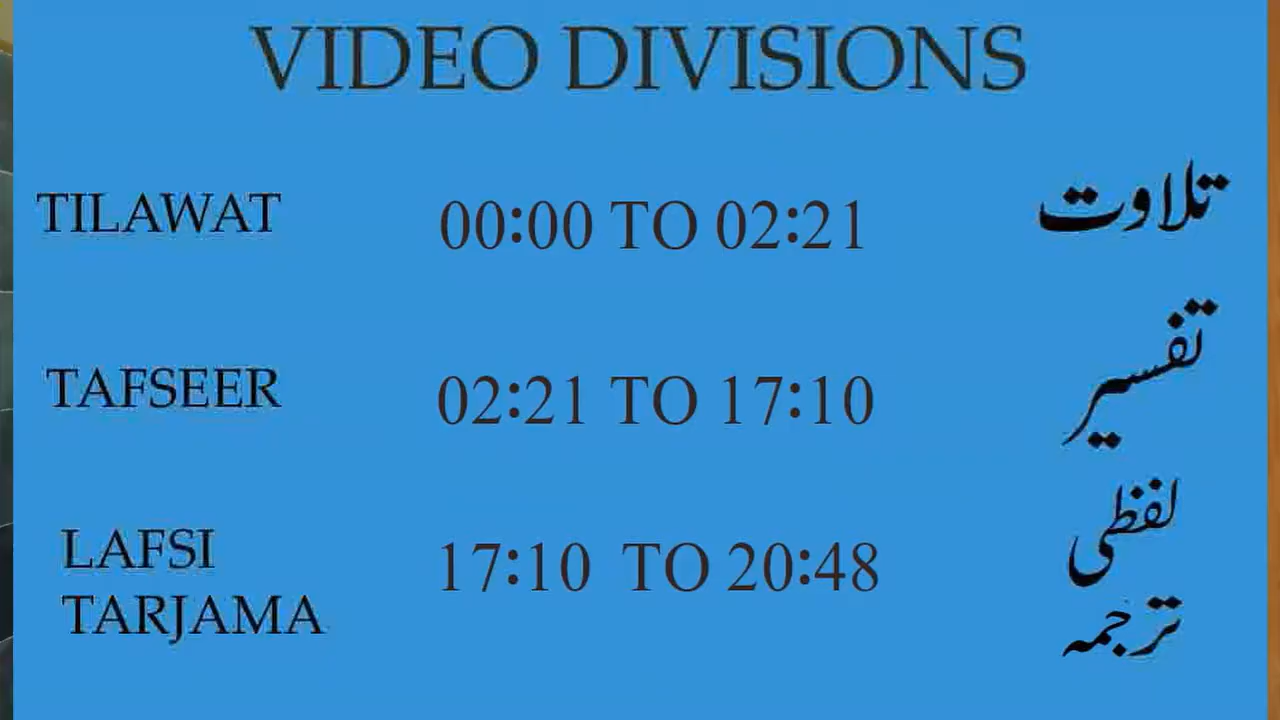 VIDEO DIVISIONS
TILAWAT 00:00 TO 02:21 تلاوت
TAFSEER 02:21 TO 17:10 تفسیر
LAFSI TARJAMA 17:10 TO 20:48 لفظی ترجمہ